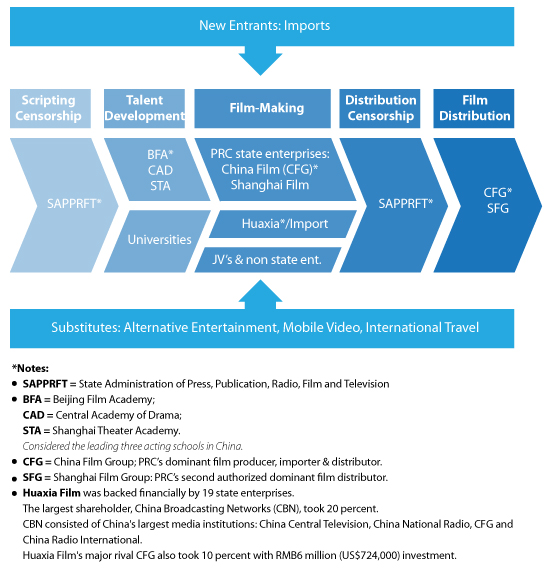 New Entrants: Imports
Scripting
Censorship
Talent
Development
Film-Making
Distribution
Censorship
Film
Distribution
SAPPRFT*
BFA*
CAD
STA
Universities
PRC state enterprises:
China Film (CFG)*
Shanghai Film
Huaxia*/Import
JV's & non state ent.
SAPPRFT*
CFG*
SFG
Substitutes: Alternative Entertainment, Mobile Video, International Travel
*Notes:
• SAPPRFT = State Administration of Press, Publication, Radio, Film and Television
• BFA = Beijing Film Academy;
CAD = Central Academy of Drama;
STA = Shanghai Theater Academy.
Considered the leading three acting schools in China.
• CFG = China Film Group; PRC's dominant film producer, importer & distributor.
• SFG = Shanghai Film Group: PRC's second authorized dominant film distributor.
• Huaxia Film was backed financially by 19 state enterprises.
The largest shareholder, China Broadcasting Networks (CBN), took 20 percent.
CBN consisted of China's largest media institutions: China Central Television, China National Radio, CFG and
China Radio International.
Huaxia Film's major rival CFG also took 10 percent with RMB6 million (US$724,000) investment.